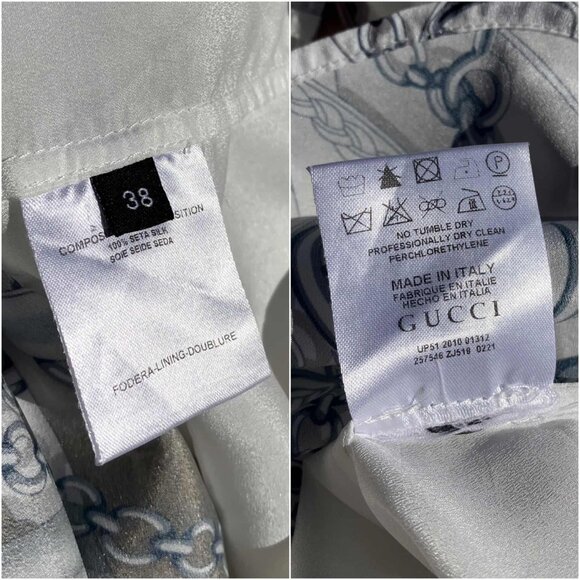 38
COMPOS SITION
100% SETA SILK
SOIE SEIDE SEDA
FODERA-LINING-DOUBLURE
P
NO TUMBLE DRY
PROFESSIONALLY DRY CLEAN
PERCHLORETHYLENE
MADE IN ITALY
FABRIQUE EN ITALIE
HECHO EN ITALIA
GUCCI
UP51 2010 01312
257546 ZJ519 0221